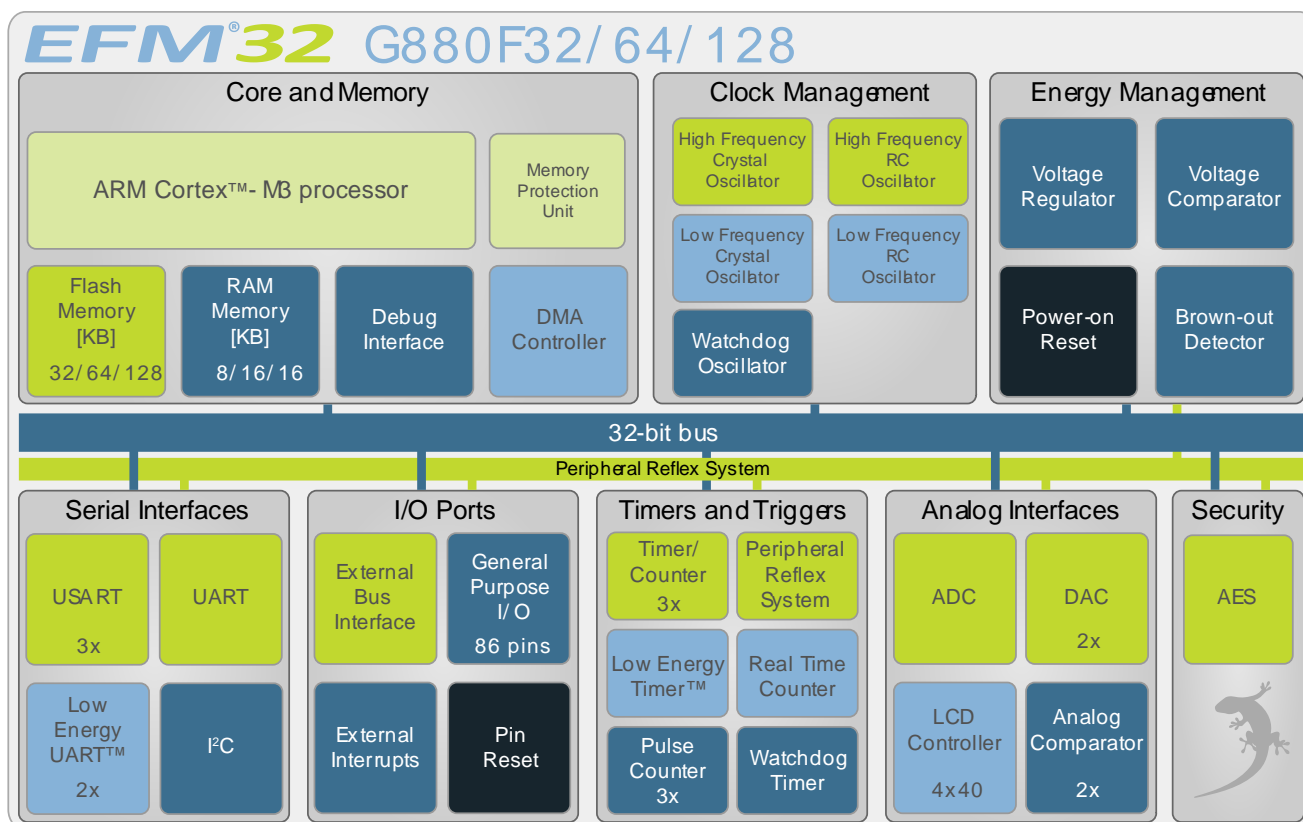 EFM®32 G880F32/64/128
Core and Memory
ARM Cortex™-M3 processor
Memory
Protection
Unit
Flash
Memory
[KB]
32/64/128
RAM
Memory
[KB]
8/16/16
Debug
Interface
DMA
Controller
Clock Management
High Frequency
Crystal
Oscillator
High Frequency
RC
Oscillator
Low Frequency
Crystal
Oscillator
Low Frequency
RC
Oscillator
Watchdog
Oscillator
Energy Management
Voltage
Regulator
Voltage
Comparator
Power-on
Reset
Brown-out
Detector
32-bit bus
Peripheral Reflex System
Serial Interfaces
USART
3x
UART
Low
Energy
UART™
2x
I²C
I/O Ports
External
Bus
Interface
General
Purpose
I/O
86 pins
External
Interrupts
Pin
Reset
Timers and Triggers
Timer/
Counter
3x
Peripheral
Reflex
System
Low Energy
Timer™
Real Time
Counter
Pulse
Counter
3x
Watchdog
Timer
Analog Interfaces
ADC
DAC
2x
LCD
Controller
4x40
Analog
Comparator
2x
Security
AES